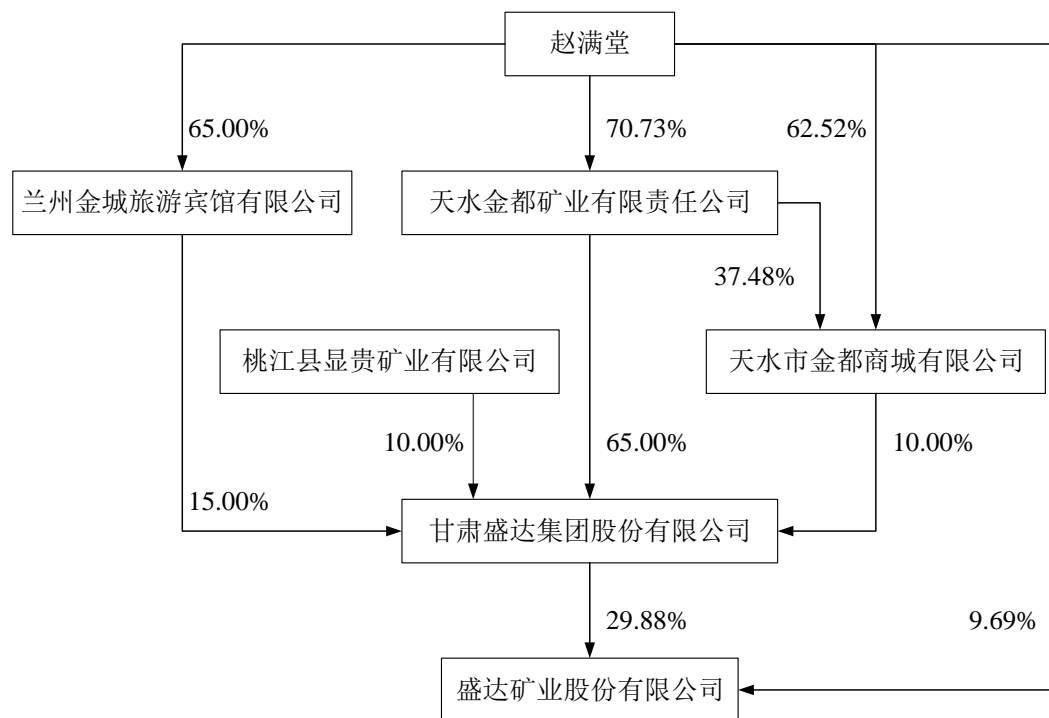 赵满堂
65.00%
70.73%
62.52%
兰州金城旅游宾馆有限公司
天水金都矿业有限责任公司
37.48%
桃江县显贵矿业有限公司
天水市金都商城有限公司
10.00%
65.00%
10.00%
15.00%
甘肃盛达集团股份有限公司
29.88%
9.69%
盛达矿业股份有限公司